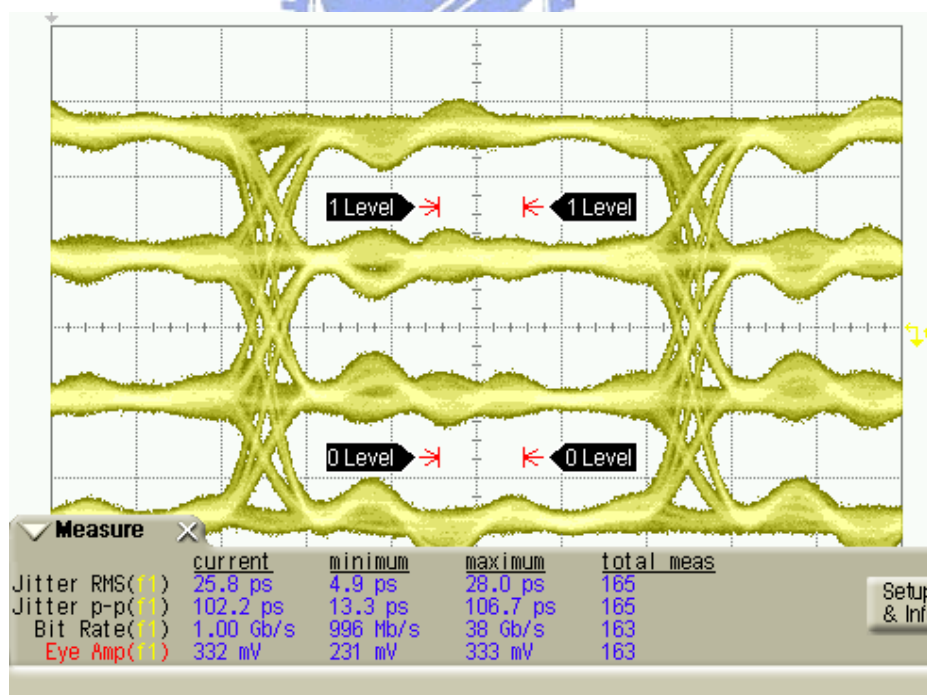 1 Level 1 Level
0 Level 0 Level
Measure
current minimum maximum total meas
Jitter RMS(f1) 25.8 ps 4.9 ps 28.0 ps 165
Jitter p-p(f1) 102.2 ps 13.3 ps 106.7 ps 165
Bit Rate(f1) 1.00 Gb/s 996 Mb/s 38 Gb/s 163
Eye Amp(f1) 332 mV 231 mV 333 mV 163
Setup
& Inf